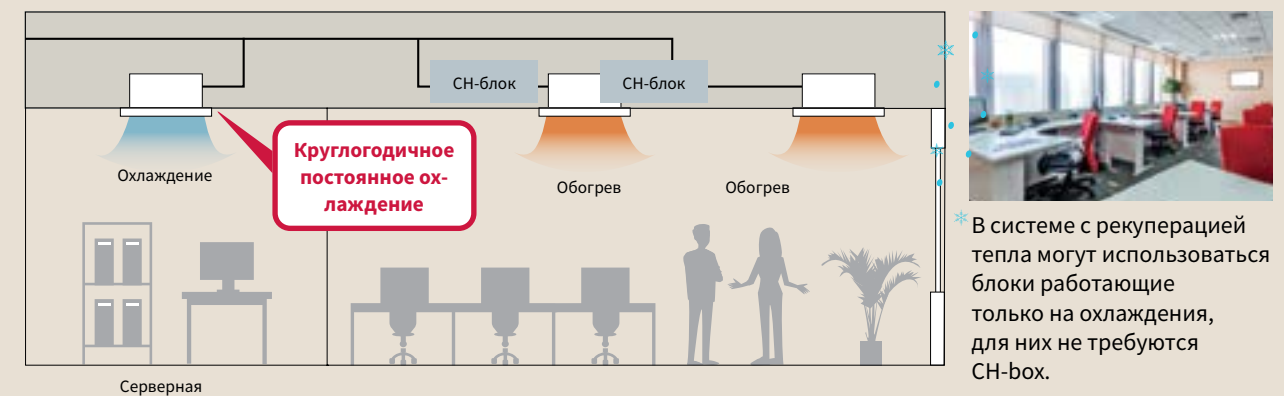 CH-блок
CH-блок
Охлаждение
Круглогодичное
постоянное ох-
лаждение
Обогрев
Обогрев
Серверная
В системе с рекуперацией
тепла могут использоваться
блоки работающие
только на охлаждения,
для них не требуются
CH-box.